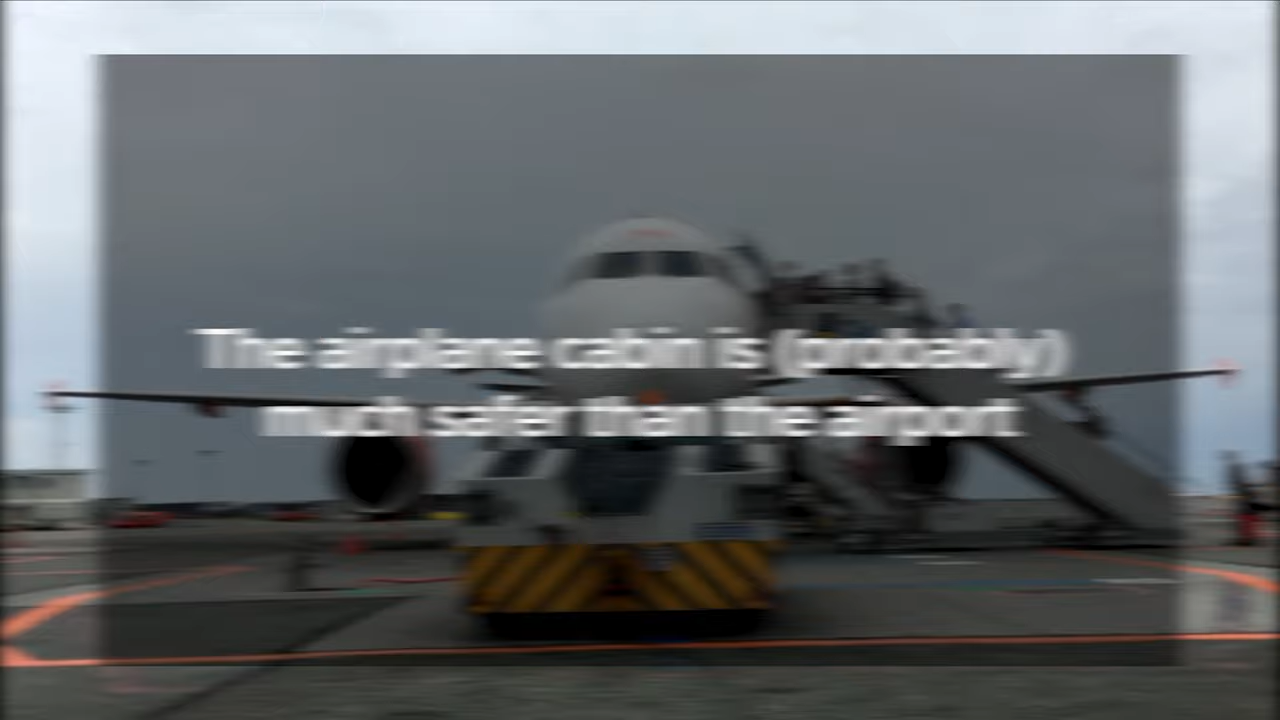 The airplane cabin is (probably)
much safer than the airport